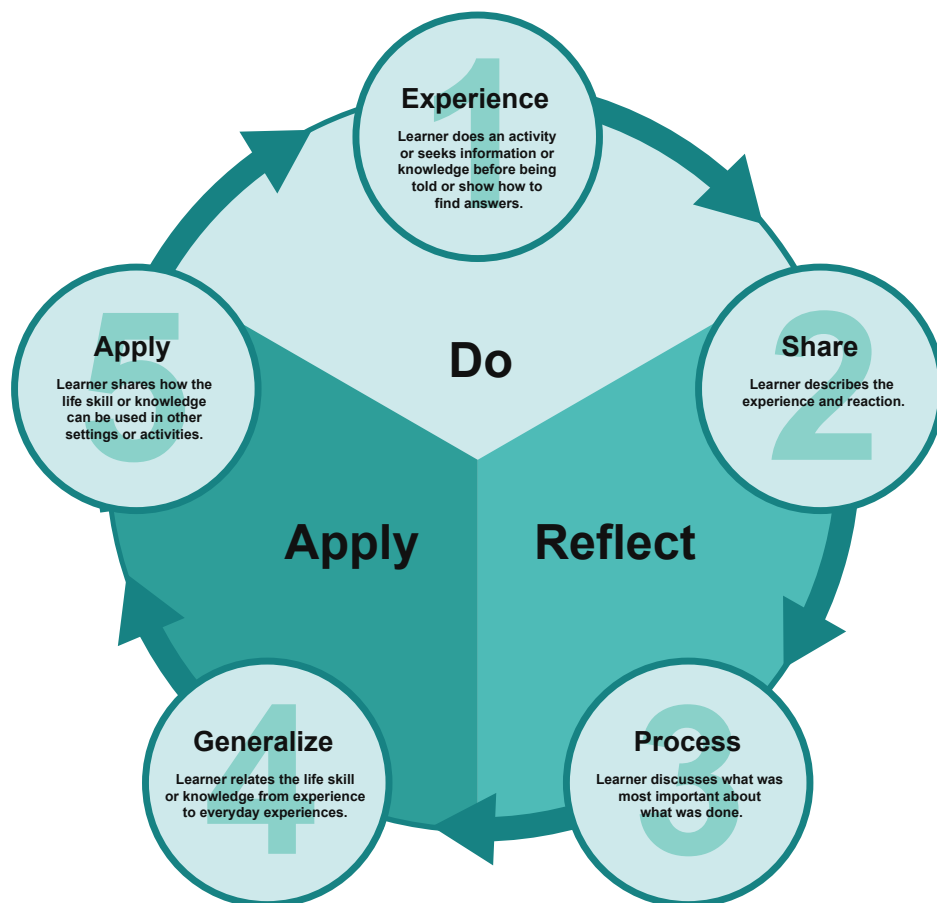 1
Experience
Learner does an activity
or seeks information or
knowledge before being
told or show how to
find answers.
2
Share
Learner describes the
experience and reaction.
3
Process
Learner discusses what was
most important about
what was done.
4
Generalize
Learner relates the life skill
or knowledge from experience
to everyday experiences.
5
Apply
Learner shares how the
life skill or knowledge
can be used in other
settings or activities.
Do
Reflect
Apply